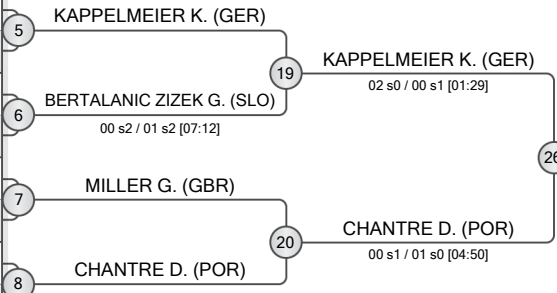 KAPPELMEIER K. (GER)
5
19
KAPPELMEIER K. (GER)
02 s0 / 00 s1 [01:29]
BERTALANIC ZIZEK G. (SLO)
6
00 s2 / 01 s2 [07:12]
26
MILLER G. (GBR)
7
20
CHANTRE D. (POR)
00 s1 / 01 s0 [04:50]
CHANTRE D. (POR)
8